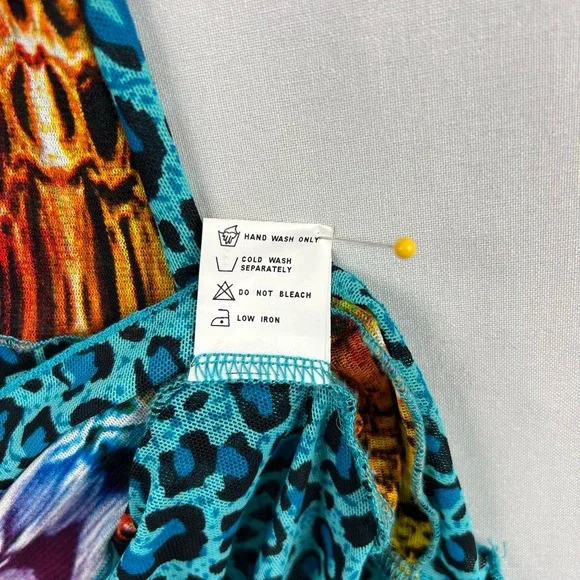 HAND WASH ONLY
COLD WASH
SEPARATELY
DO NOT BLEACH
LOW IRON